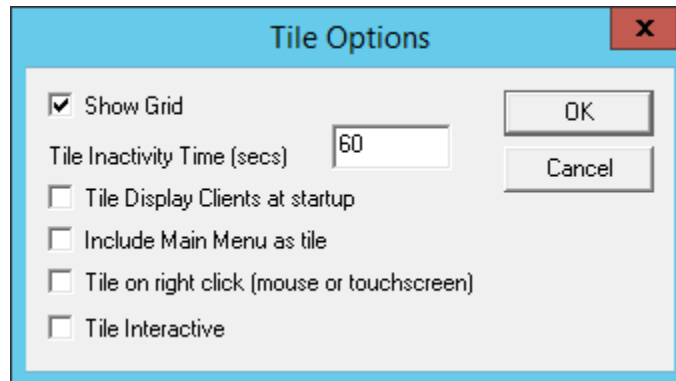 Tile Options
x
Show Grid
OK
Tile Inactivity Time (secs)
60
Cancel
Tile Display Clients at startup
Include Main Menu as tile
Tile on right click (mouse or touchscreen)
Tile Interactive